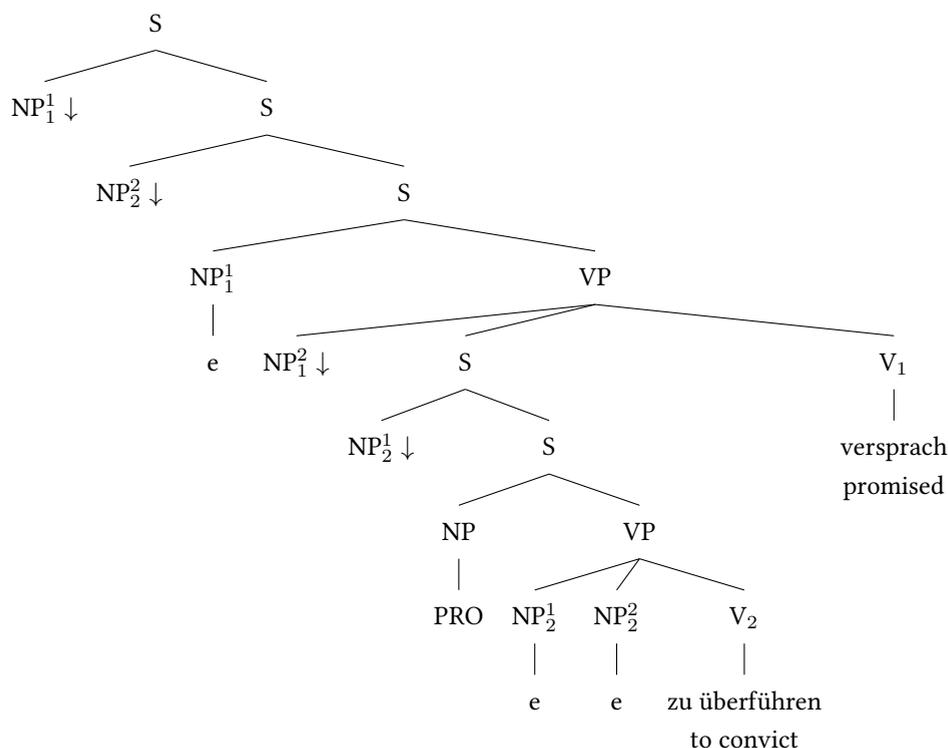 S
NP₁¹ ↓ S
NP₂² ↓ S
NP₁¹ VP
e NP₁² ↓ S V₁
NP₂¹ ↓ S versprach
promised
NP VP
PRO NP₂¹ NP₂² V₂
e e zu überführen
to convict